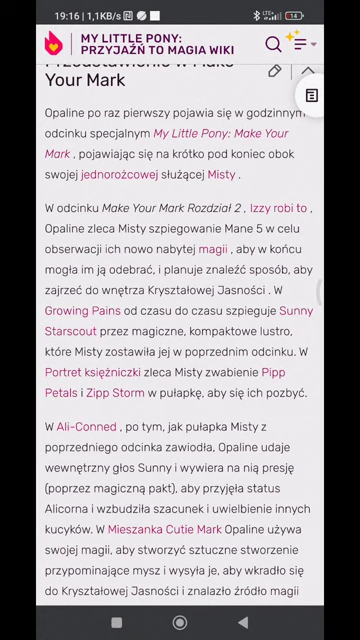 19:16 | 1,1KB/s
LTE
14
MY LITTLE PONY:
PRZYJAŹŃ TO MAGIA WIKI
Przedstawienie w Make
Your Mark
Opaline po raz pierwszy pojawia się w godzinnym
odcinku specjalnym My Little Pony: Make Your
Mark , pojawiając się na krótko pod koniec obok
swojej jednorożcowej służącej Misty .
W odcinku Make Your Mark Rozdział 2 , Izzy robi to ,
Opaline zleca Misty szpiegowanie Mane 5 w celu
obserwacji ich nowo nabytej magii , aby w końcu
mogła im ją odebrać, i planuje znaleźć sposób, aby
zajrzeć do wnętrza Kryształowej Jasności . W
Growing Pains od czasu do czasu szpieguje Sunny
Starscout przez magiczne, kompaktowe lustro,
które Misty zostawiła jej w poprzednim odcinku. W
Portret księżniczki zleca Misty zwabienie Pipp
Petals i Zipp Storm w pułapkę, aby się ich pozbyć.
W Ali-Conned , po tym, jak pułapka Misty z
poprzedniego odcinka zawiodła, Opaline udaje
wewnętrzny głos Sunny i wywiera na nią presję
(poprzez magiczną pakt), aby przyjęła status
Alicorna i wzbudziła szacunek i uwielbienie innych
kucyków. W Mieszanka Cutie Mark Opaline używa
swojej magii, aby stworzyć sztuczne stworzenie
przypominające mysz i wysyła je, aby wkradło się
do Kryształowej Jasności i znalazło źródło magii